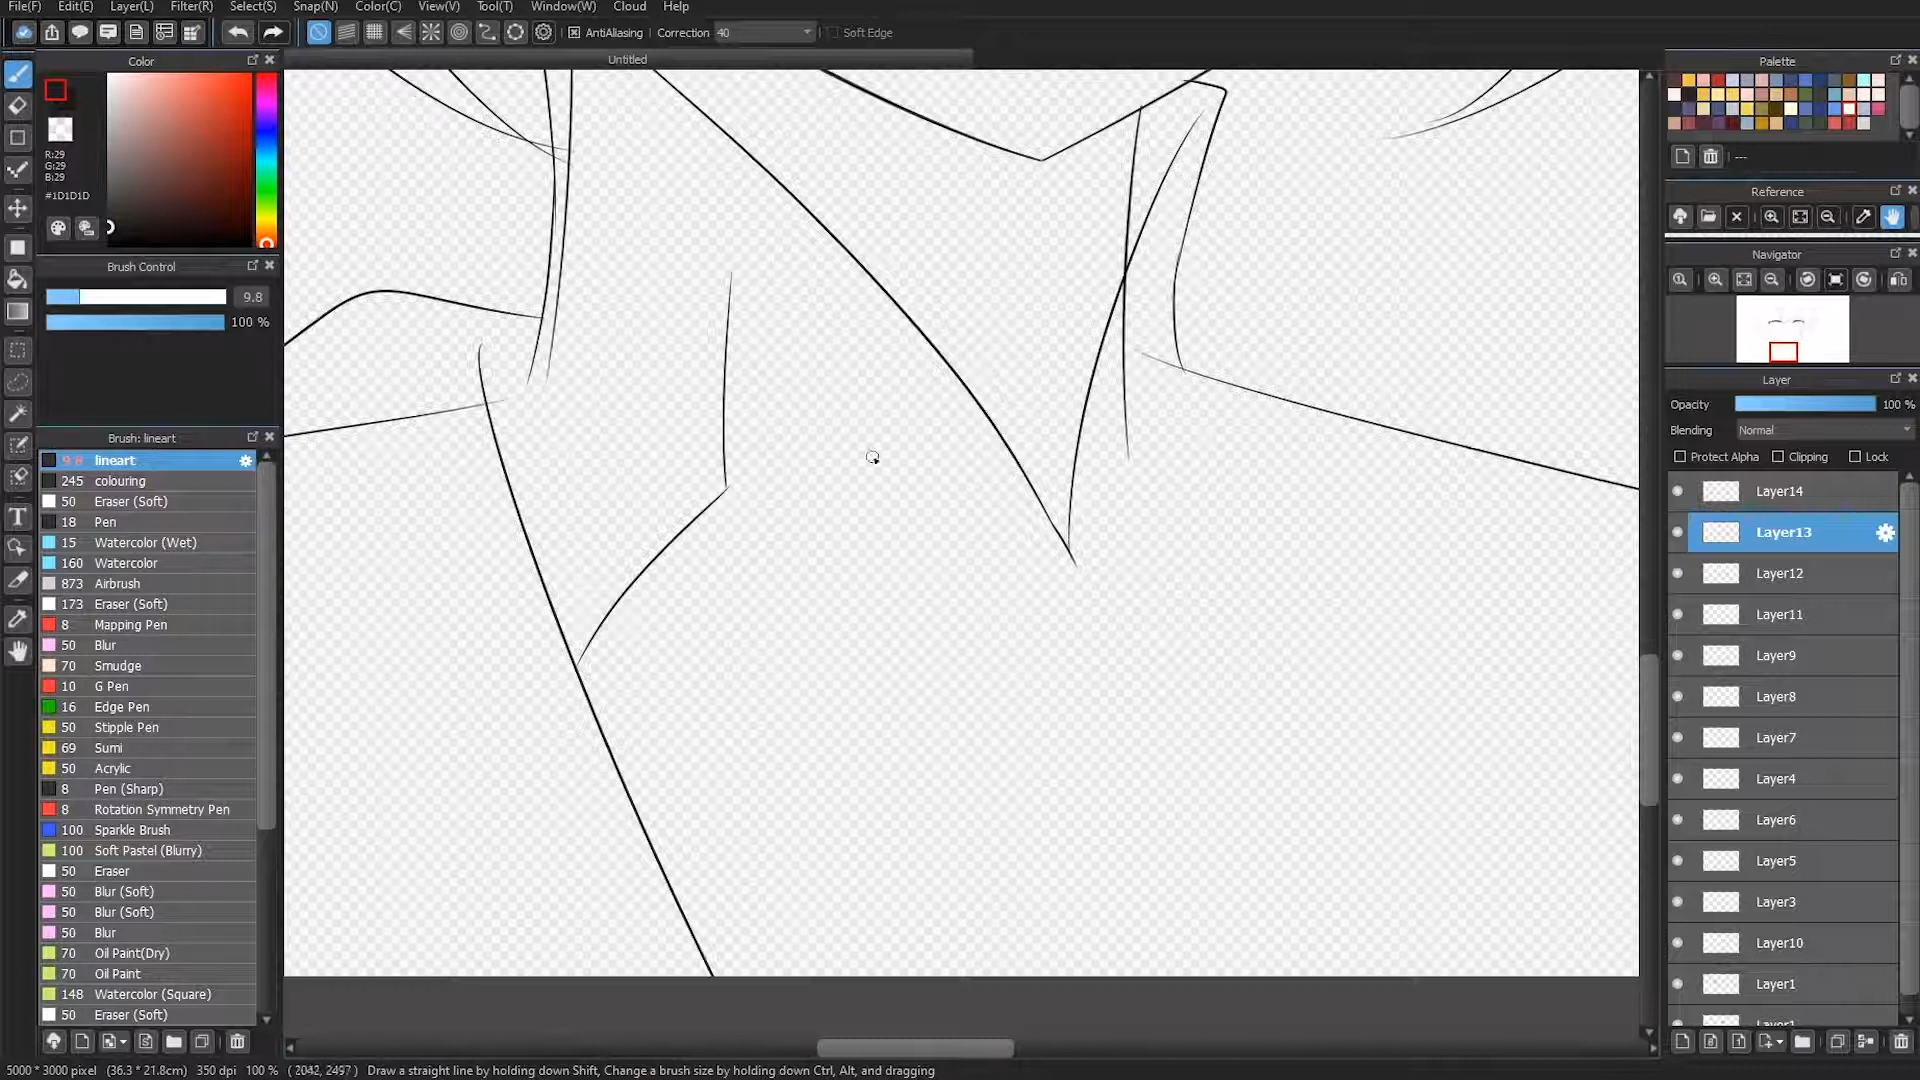 File(F) Edit(E) Layer(L) Filter(R) Select(S) Snap(N) Color(C) View(V) Tool(T) Window(W) Cloud Help
AntiAliasing Correction 40 Soft Edge
Untitled
Color
R:29
G:29
B:29
#1D1D1D
Brush Control
9.8
100 %
Brush: lineart
9.8 lineart
245 colouring
50 Eraser (Soft)
18 Pen
15 Watercolor (Wet)
160 Watercolor
873 Airbrush
173 Eraser (Soft)
8 Mapping Pen
50 Blur
70 Smudge
10 G Pen
16 Edge Pen
50 Stipple Pen
69 Sumi
50 Acrylic
8 Pen (Sharp)
8 Rotation Symmetry Pen
100 Sparkle Brush
100 Soft Pastel (Blurry)
50 Eraser
50 Blur (Soft)
50 Blur (Soft)
50 Blur
70 Oil Paint(Dry)
70 Oil Paint
148 Watercolor (Square)
50 Eraser (Soft)
Palette
---
Reference
Navigator
Layer
Opacity 100 %
Blending Normal
Protect Alpha Clipping Lock
Layer14
Layer13
Layer12
Layer11
Layer9
Layer8
Layer7
Layer4
Layer6
Layer5
Layer3
Layer10
Layer1
5000 * 3000 pixel (36.3 * 21.8cm) 350 dpi 100 % ( 2042, 2497 ) Draw a straight line by holding down Shift, Change a brush size by holding down Ctrl, Alt, and dragging